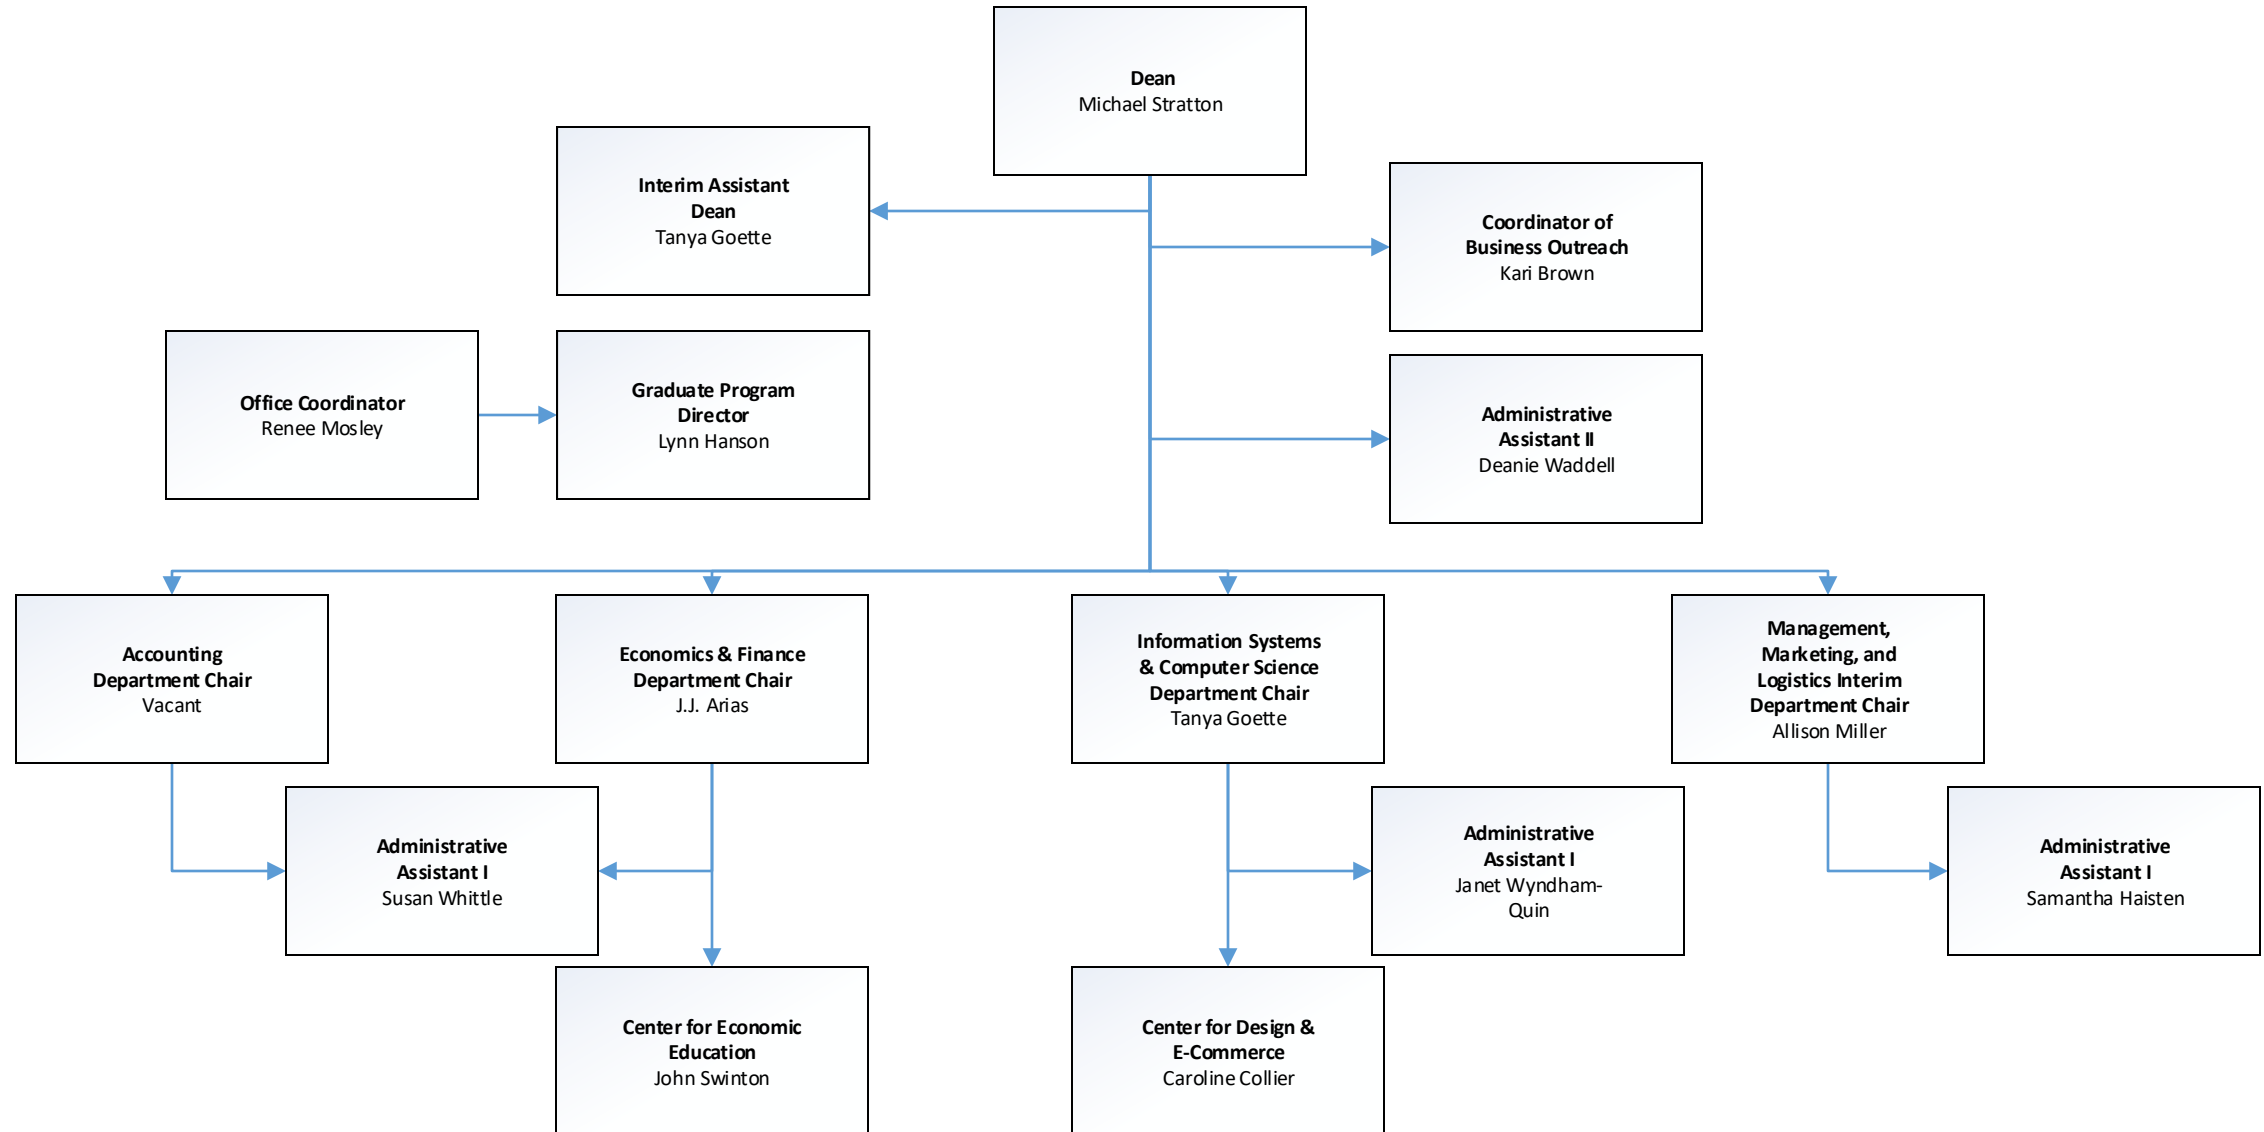 Dean
Michael Stratton
Interim Assistant
Dean
Tanya Goette
Coordinator of
Business Outreach
Kari Brown
Office Coordinator
Renee Mosley
Graduate Program
Director
Lynn Hanson
Administrative
Assistant II
Deanie Waddell
Accounting
Department Chair
Vacant
Economics & Finance
Department Chair
J.J. Arias
Information Systems
& Computer Science
Department Chair
Tanya Goette
Management,
Marketing, and
Logistics Interim
Department Chair
Allison Miller
Administrative
Assistant I
Susan Whittle
Administrative
Assistant I
Janet Wyndham-
Quin
Administrative
Assistant I
Samantha Haisten
Center for Economic
Education
John Swinton
Center for Design &
E-Commerce
Caroline Collier